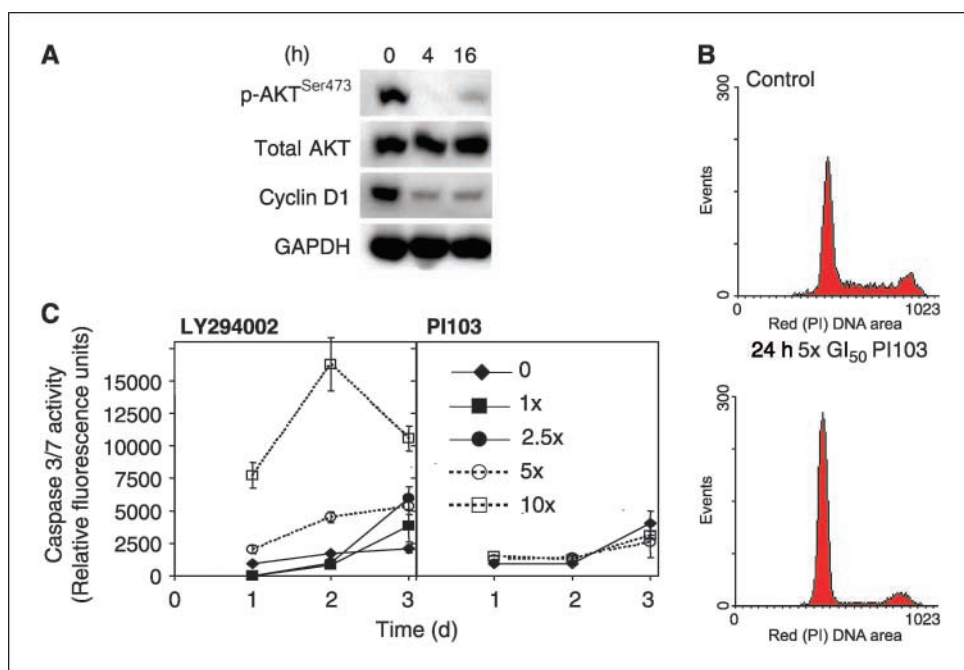 A
(h) 0 4 16
p-AKT^Ser473
Total AKT
Cyclin D1
GAPDH
B
Control
300
Events
0
0 1023
Red (PI) DNA area
24 h 5x GI50 PI103
300
Events
0
0 1023
Red (PI) DNA area
C
LY294002 PI103
Caspase 3/7 activity
(Relative fluorescence units)
15000
12500
10000
7500
5000
2500
0
0
1x
2.5x
5x
10x
0 1 2 3 1 2 3
Time (d)